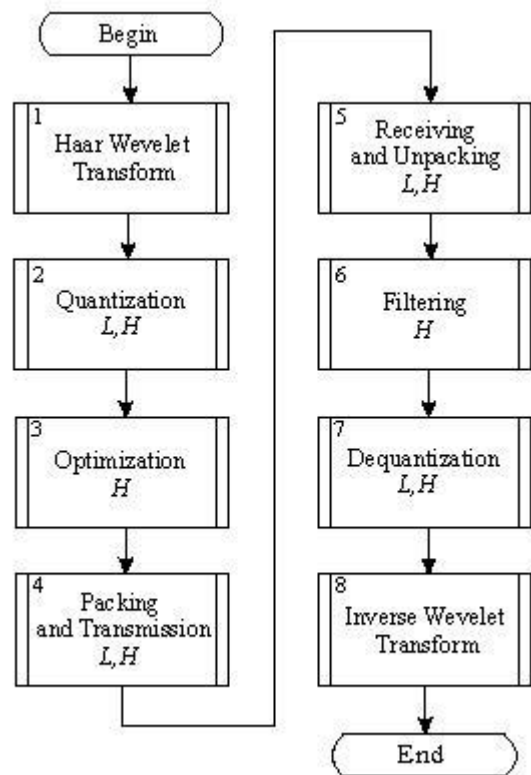 Begin
1
Haar Wevelet
Transform
2
Quantization
L,H
3
Optimization
H
4
Packing
and Transmission
L,H
5
Receiving
and Unpacking
L,H
6
Filtering
H
7
Dequantization
L,H
8
Inverse Wevelet
Transform
End